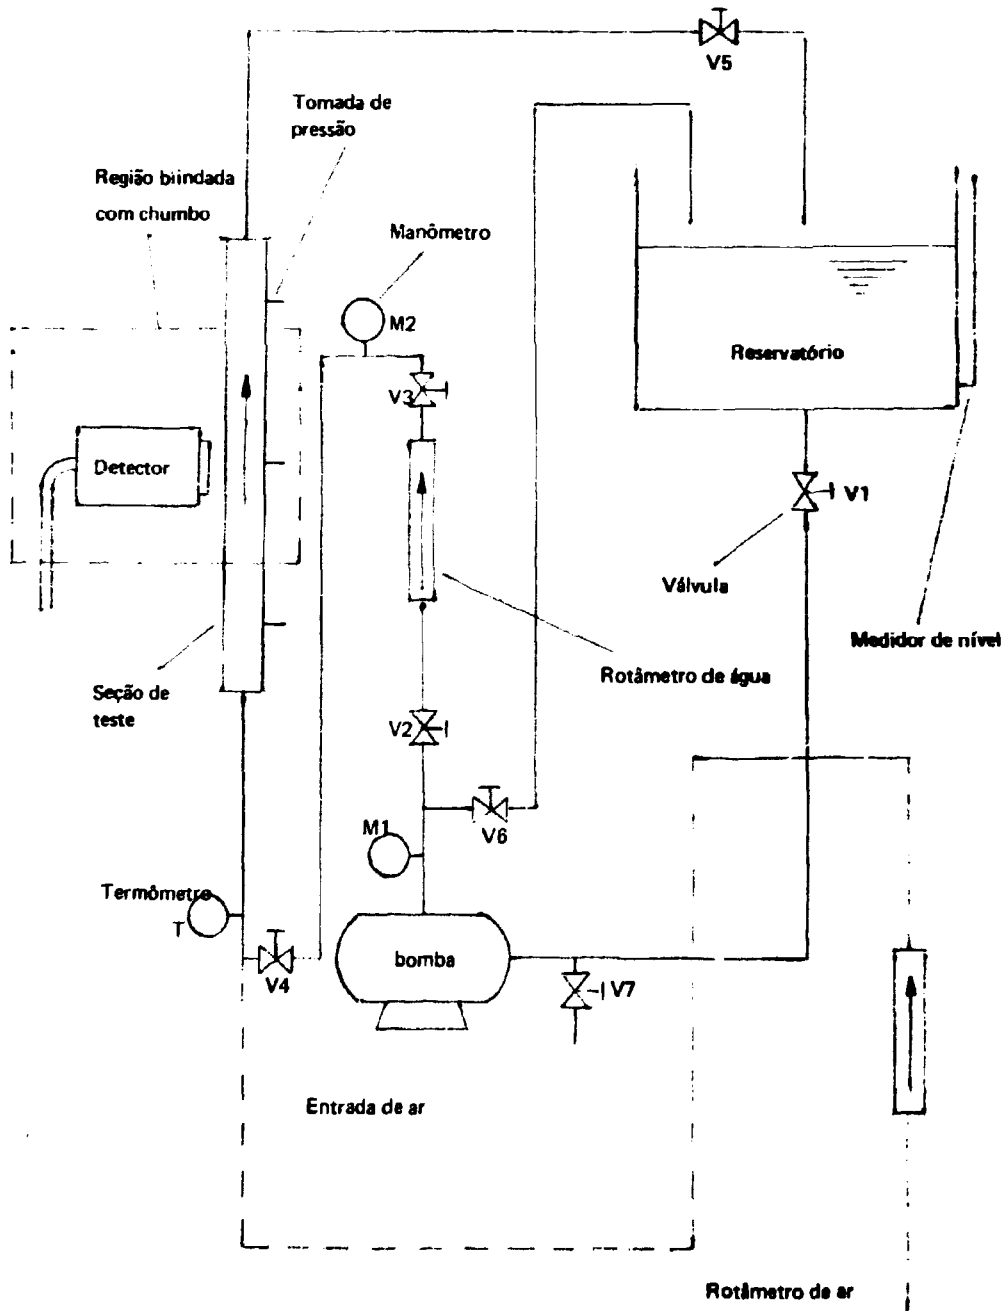 V5
Tomada de
pressão
Região blindada
com chumbo
Manômetro
M2
Reservatório
V3
Detector
V1
Válvula
Medidor de nível
Rotâmetro de água
Seção de
teste
V2
V6
M1
Termômetro
T
bomba
V4
V7
Entrada de ar
Rotâmetro de ar